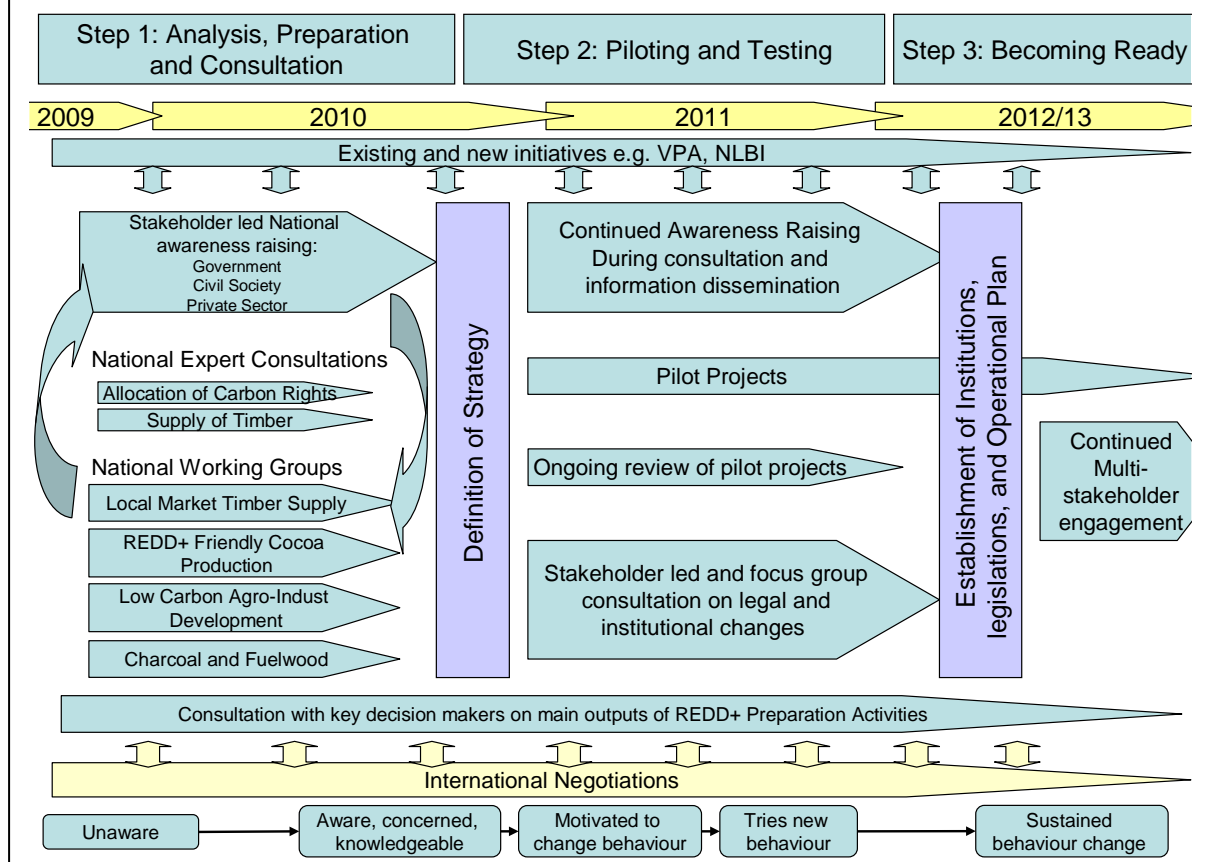 Step 1: Analysis, Preparation
and Consultation
Step 2: Piloting and Testing
Step 3: Becoming Ready
2009
2010
2011
2012/13
Existing and new initiatives e.g. VPA, NLBI
Stakeholder led National
awareness raising:
Government
Civil Society
Private Sector
National Expert Consultations
Allocation of Carbon Rights
Supply of Timber
National Working Groups
Local Market Timber Supply
REDD+ Friendly Cocoa
Production
Low Carbon Agro-Indust
Development
Charcoal and Fuelwood
Definition of Strategy
Continued Awareness Raising
During consultation and
information dissemination
Pilot Projects
Ongoing review of pilot projects
Stakeholder led and focus group
consultation on legal and
institutional changes
Establishment of Institutions,
legislations, and Operational Plan
Continued
Multi-
stakeholder
engagement
Consultation with key decision makers on main outputs of REDD+ Preparation Activities
International Negotiations
Unaware
Aware, concerned,
knowledgeable
Motivated to
change behaviour
Tries new
behaviour
Sustained
behaviour change